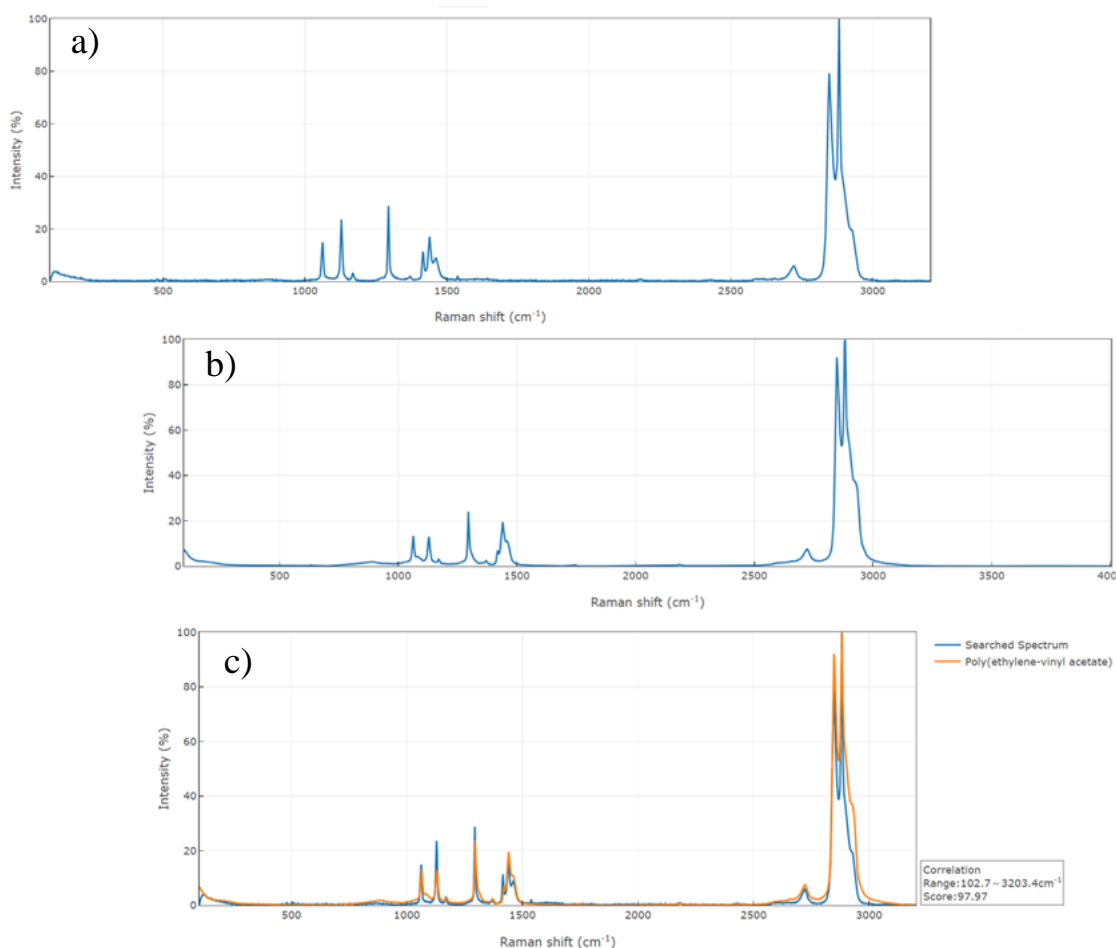 a)
100
80
60
40
20
0
Intensity (%)
500 1000 1500 2000 2500 3000
Raman shift (cm-1)
b)
100
80
60
40
20
0
Intensity (%)
500 1000 1500 2000 2500 3000 3500 400
Raman shift (cm-1)
c)
100
80
60
40
20
0
Intensity (%)
500 1000 1500 2000 2500 3000
Raman shift (cm-1)
Searched Spectrum
Poly(ethylene-vinyl acetate)
Correlation
Range:102.7~3203.4cm-1
Score:97.97